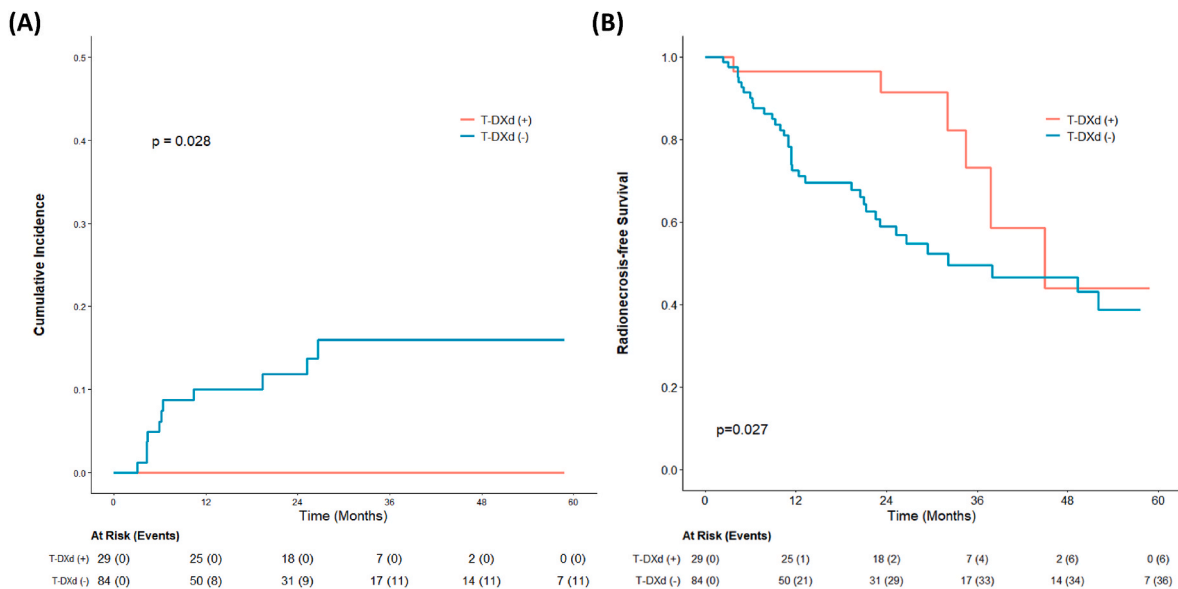 (A)
Cumulative Incidence
0.5
0.4
0.3
0.2
0.1
0.0
p = 0.028
T-DXd (+)
T-DXd (-)
0 12 24 36 48 60
Time (Months)
At Risk (Events)
T-DXd (+) 29 (0) 25 (0) 18 (0) 7 (0) 2 (0) 0 (0)
T-DXd (-) 84 (0) 50 (8) 31 (9) 17 (11) 14 (11) 7 (11)
(B)
Radionecrosis-free Survival
1.0
0.8
0.6
0.4
0.2
0.0
T-DXd (+)
T-DXd (-)
p=0.027
0 12 24 36 48 60
Time (Months)
At Risk (Events)
T-DXd (+) 29 (0) 25 (1) 18 (2) 7 (4) 2 (6) 0 (6)
T-DXd (-) 84 (0) 50 (21) 31 (29) 17 (33) 14 (34) 7 (36)